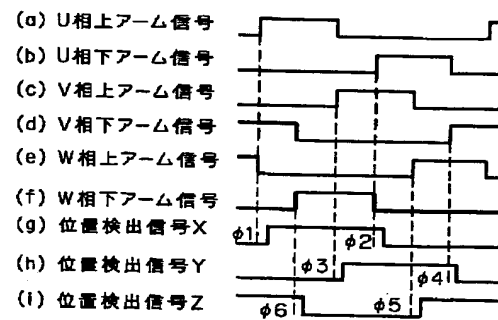 (a) U相上アーム信号
(b) U相下アーム信号
(c) V相上アーム信号
(d) V相下アーム信号
(e) W相上アーム信号
(f) W相下アーム信号
(g) 位置検出信号X
φ1
φ2
(h) 位置検出信号Y
φ3
φ4
(i) 位置検出信号Z
φ6
φ5